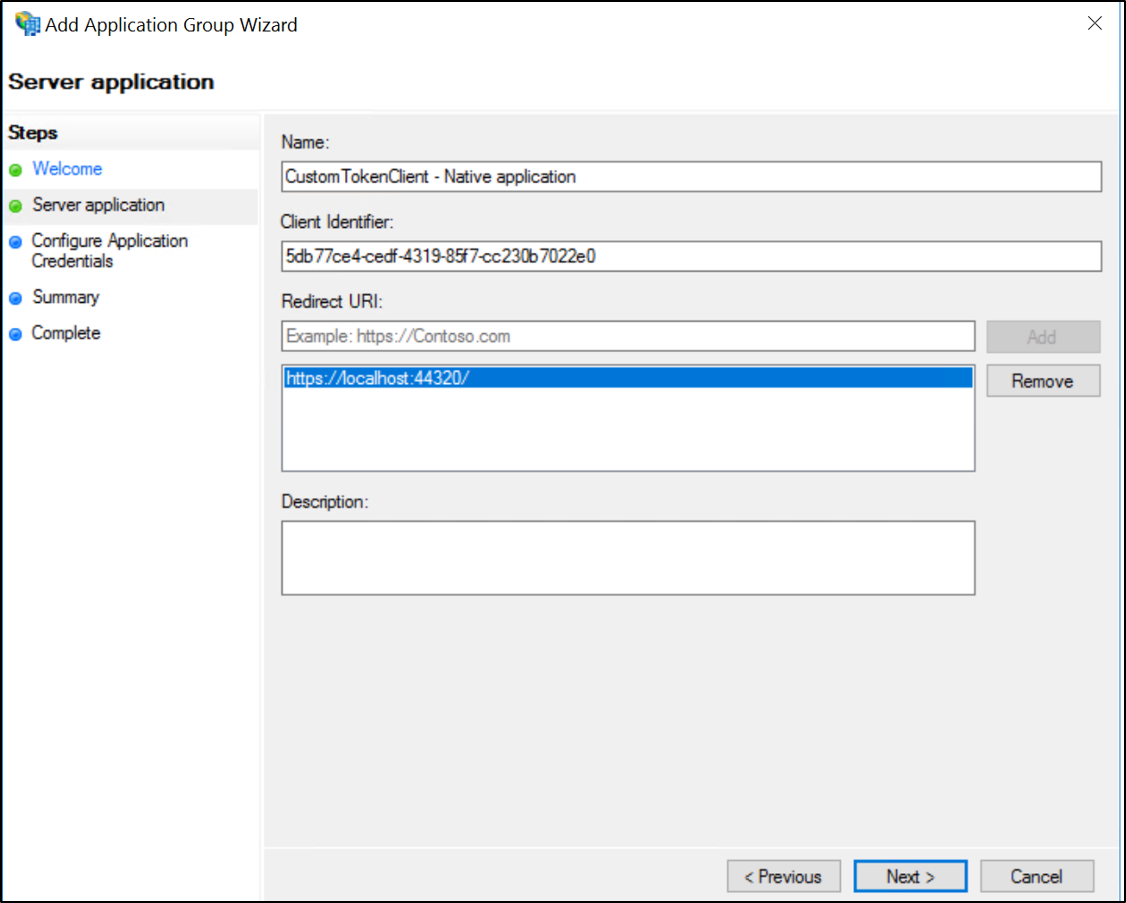 Add Application Group Wizard
Server application
Steps
Welcome
Server application
Configure Application
Credentials
Summary
Complete
Name:
CustomTokenClient - Native application
Client Identifier:
5db77ce4-cedf-4319-85f7-cc230b7022e0
Redirect URI:
Example: https://Contoso.com
Add
https://localhost:44320/
Remove
Description:
< Previous
Next >
Cancel